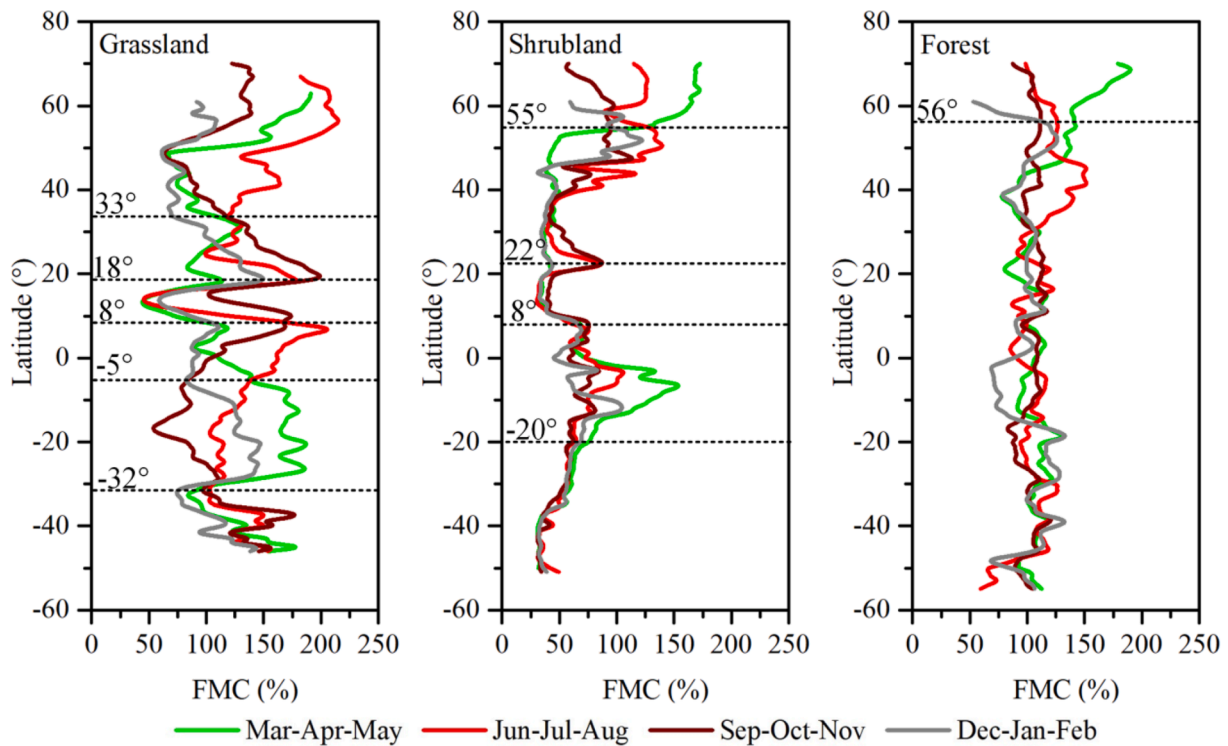 Grassland
80
60
40
20
0
-20
-40
-60
Latitude (°)
33°
18°
8°
-5°
-32°
0 50 100 150 200 250
FMC (%)
Shrubland
80
60
40
20
0
-20
-40
-60
Latitude (°)
55°
22°
8°
-20°
0 50 100 150 200 250
FMC (%)
Forest
80
60
40
20
0
-20
-40
-60
Latitude (°)
56°
0 50 100 150 200 250
FMC (%)
Mar-Apr-May Jun-Jul-Aug Sep-Oct-Nov Dec-Jan-Feb